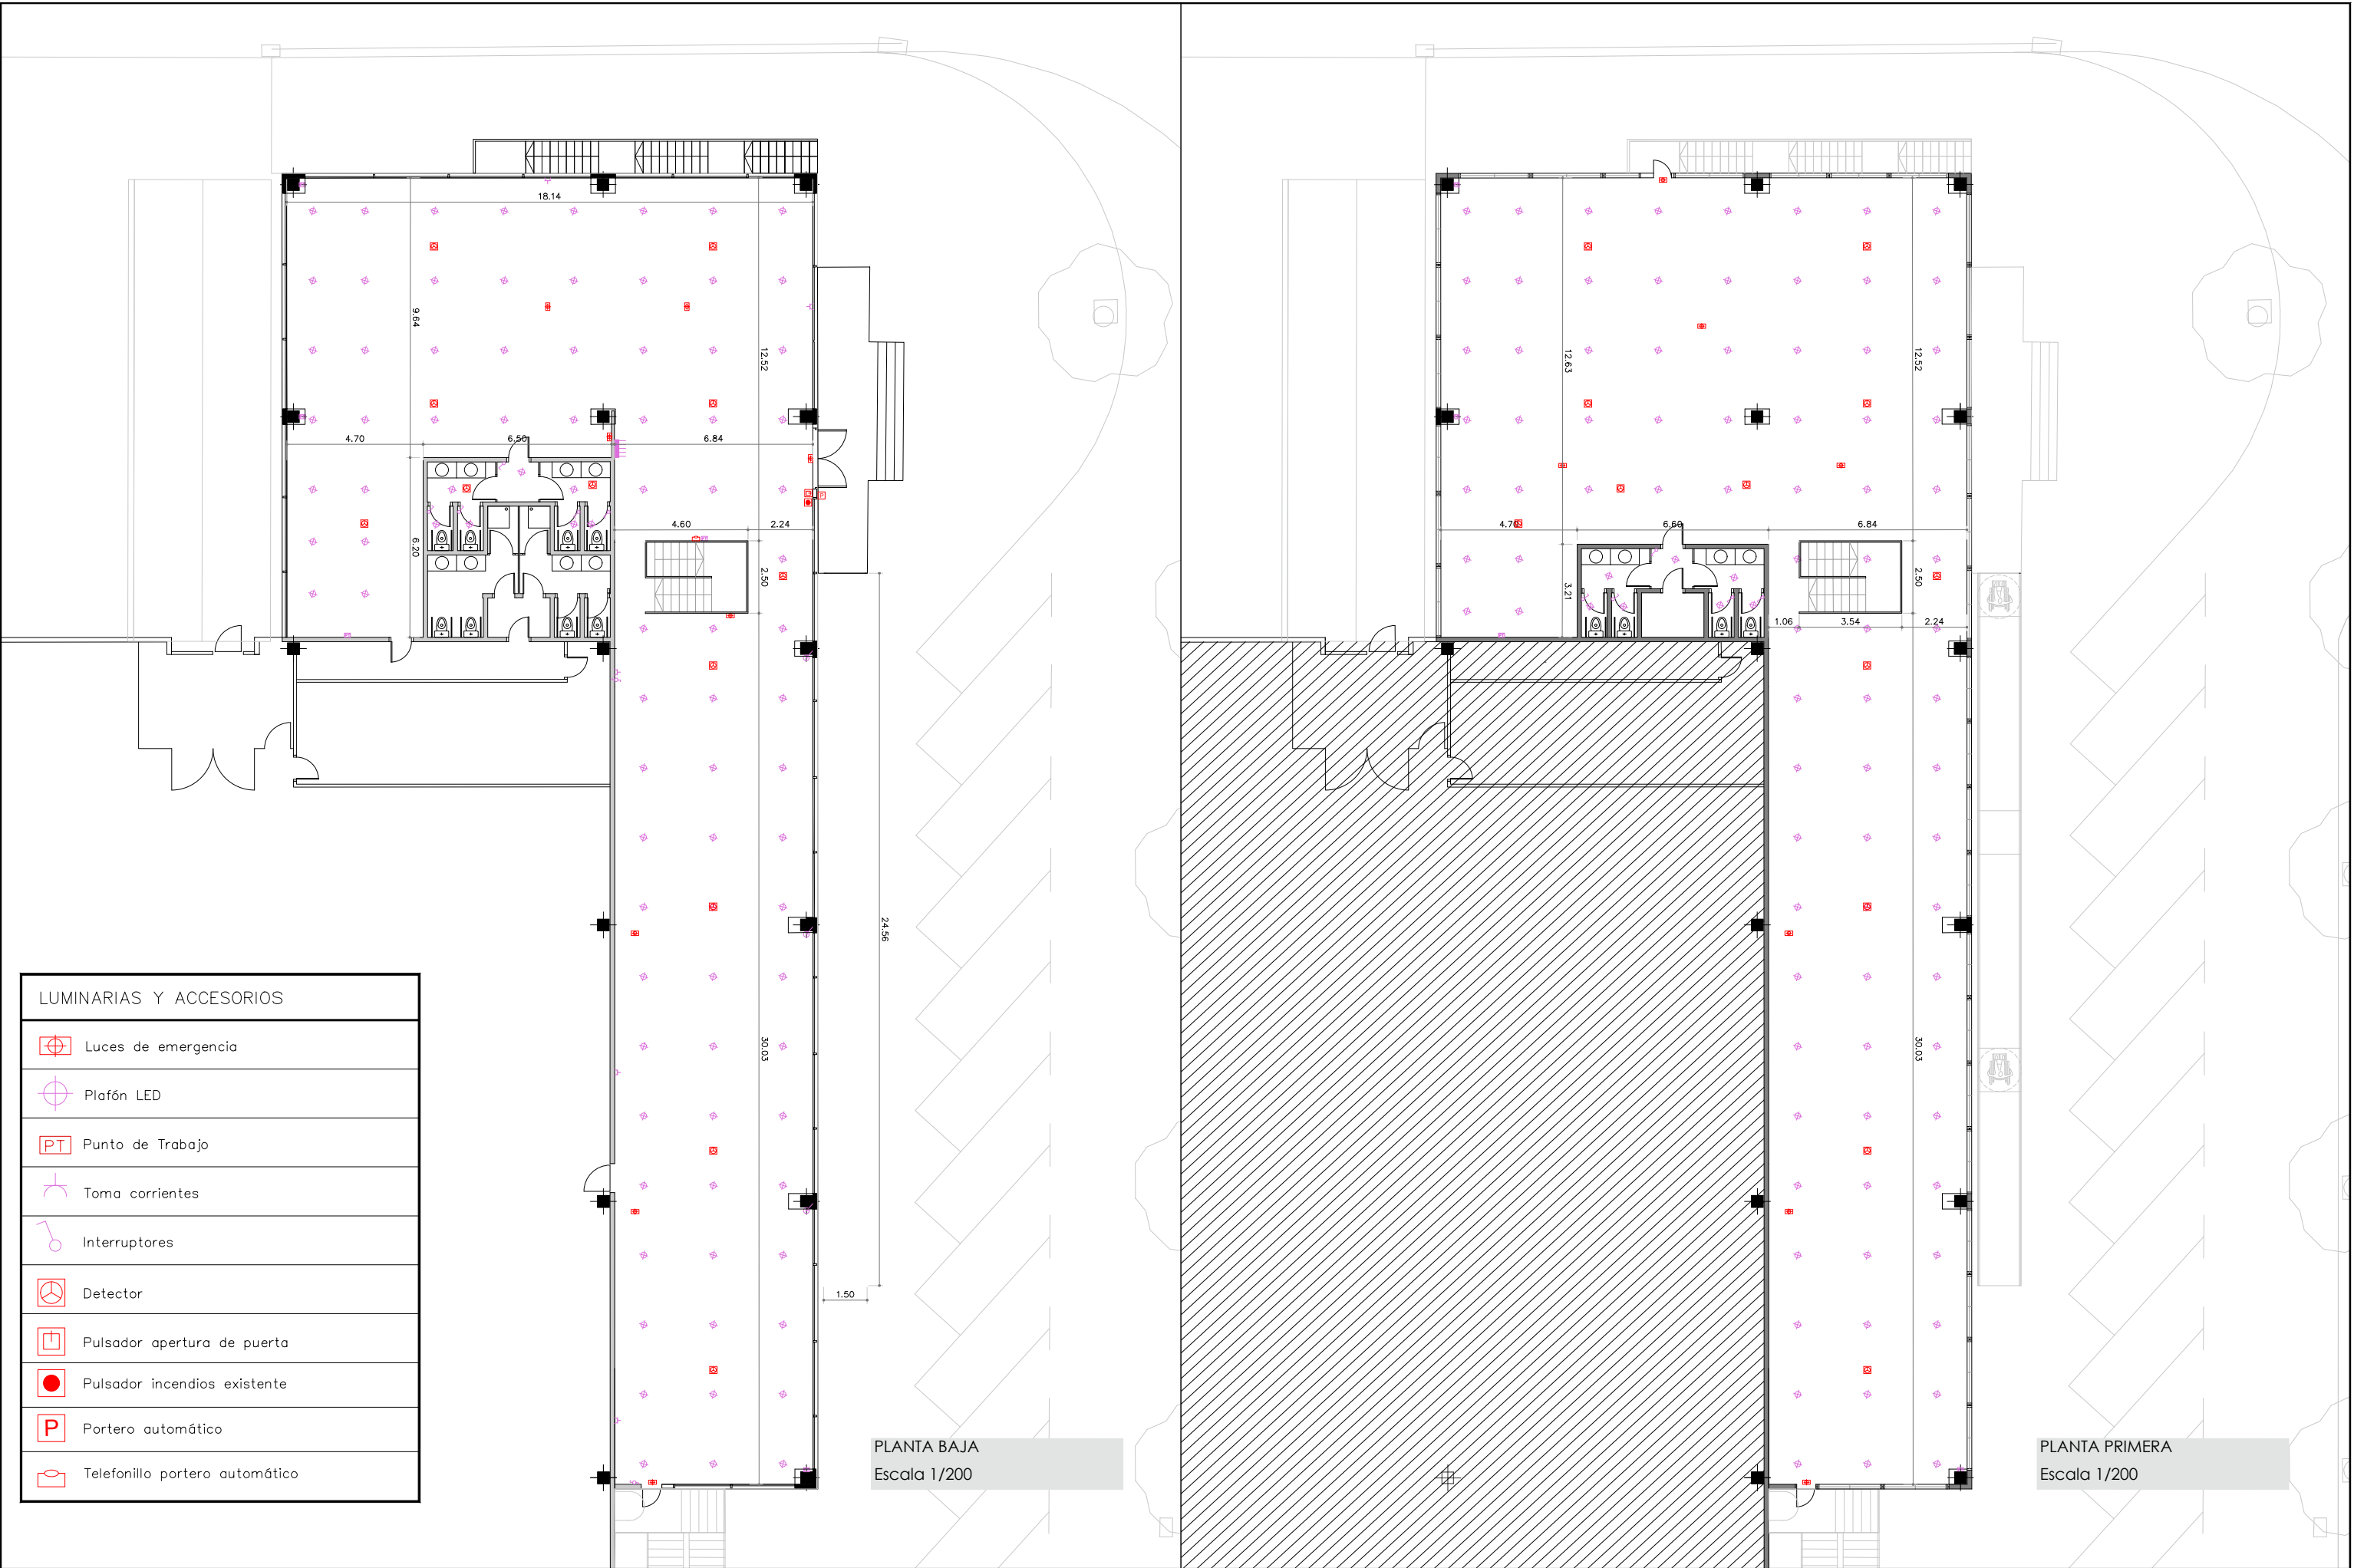 18.14
9.64
12.52
4.70
6.50
6.84
4.60
2.24
6.20
2.50
24.56
30.03
1.50
LUMINARIAS Y ACCESORIOS
Luces de emergencia
Plafón LED
PT Punto de Trabajo
Toma corrientes
Interruptores
Detector
Pulsador apertura de puerta
Pulsador incendios existente
P Portero automático
Telefonillo portero automático
PLANTA BAJA
Escala 1/200
12.63
12.52
4.70
6.60
6.84
3.21
2.50
1.06
3.54
2.24
30.03
PLANTA PRIMERA
Escala 1/200